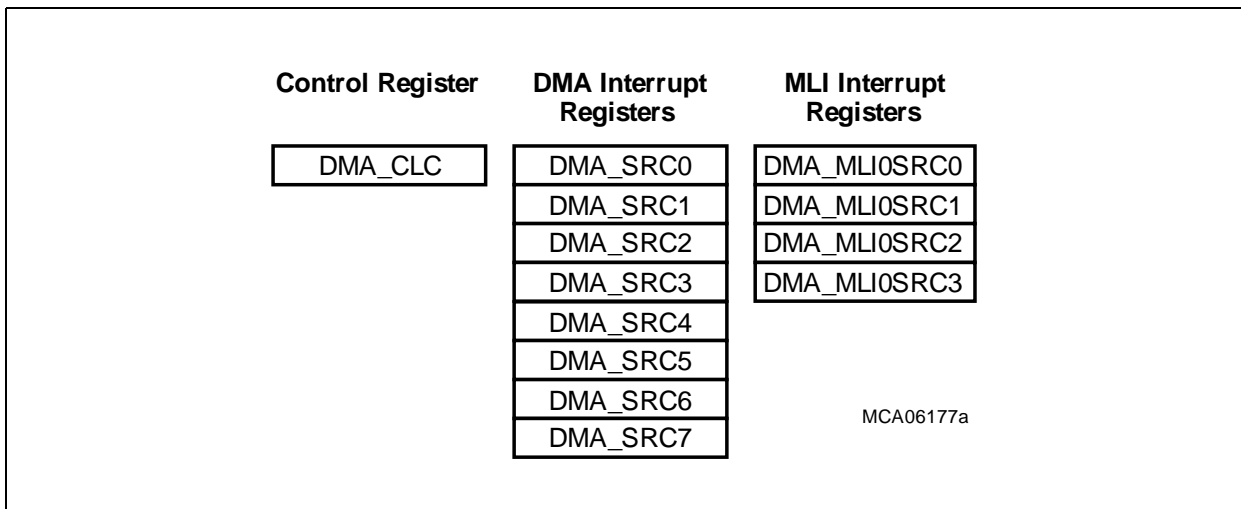 Control Register
DMA_CLC
DMA Interrupt
Registers
DMA_SRC0
DMA_SRC1
DMA_SRC2
DMA_SRC3
DMA_SRC4
DMA_SRC5
DMA_SRC6
DMA_SRC7
MLI Interrupt
Registers
DMA_MLI0SRC0
DMA_MLI0SRC1
DMA_MLI0SRC2
DMA_MLI0SRC3
MCA06177a